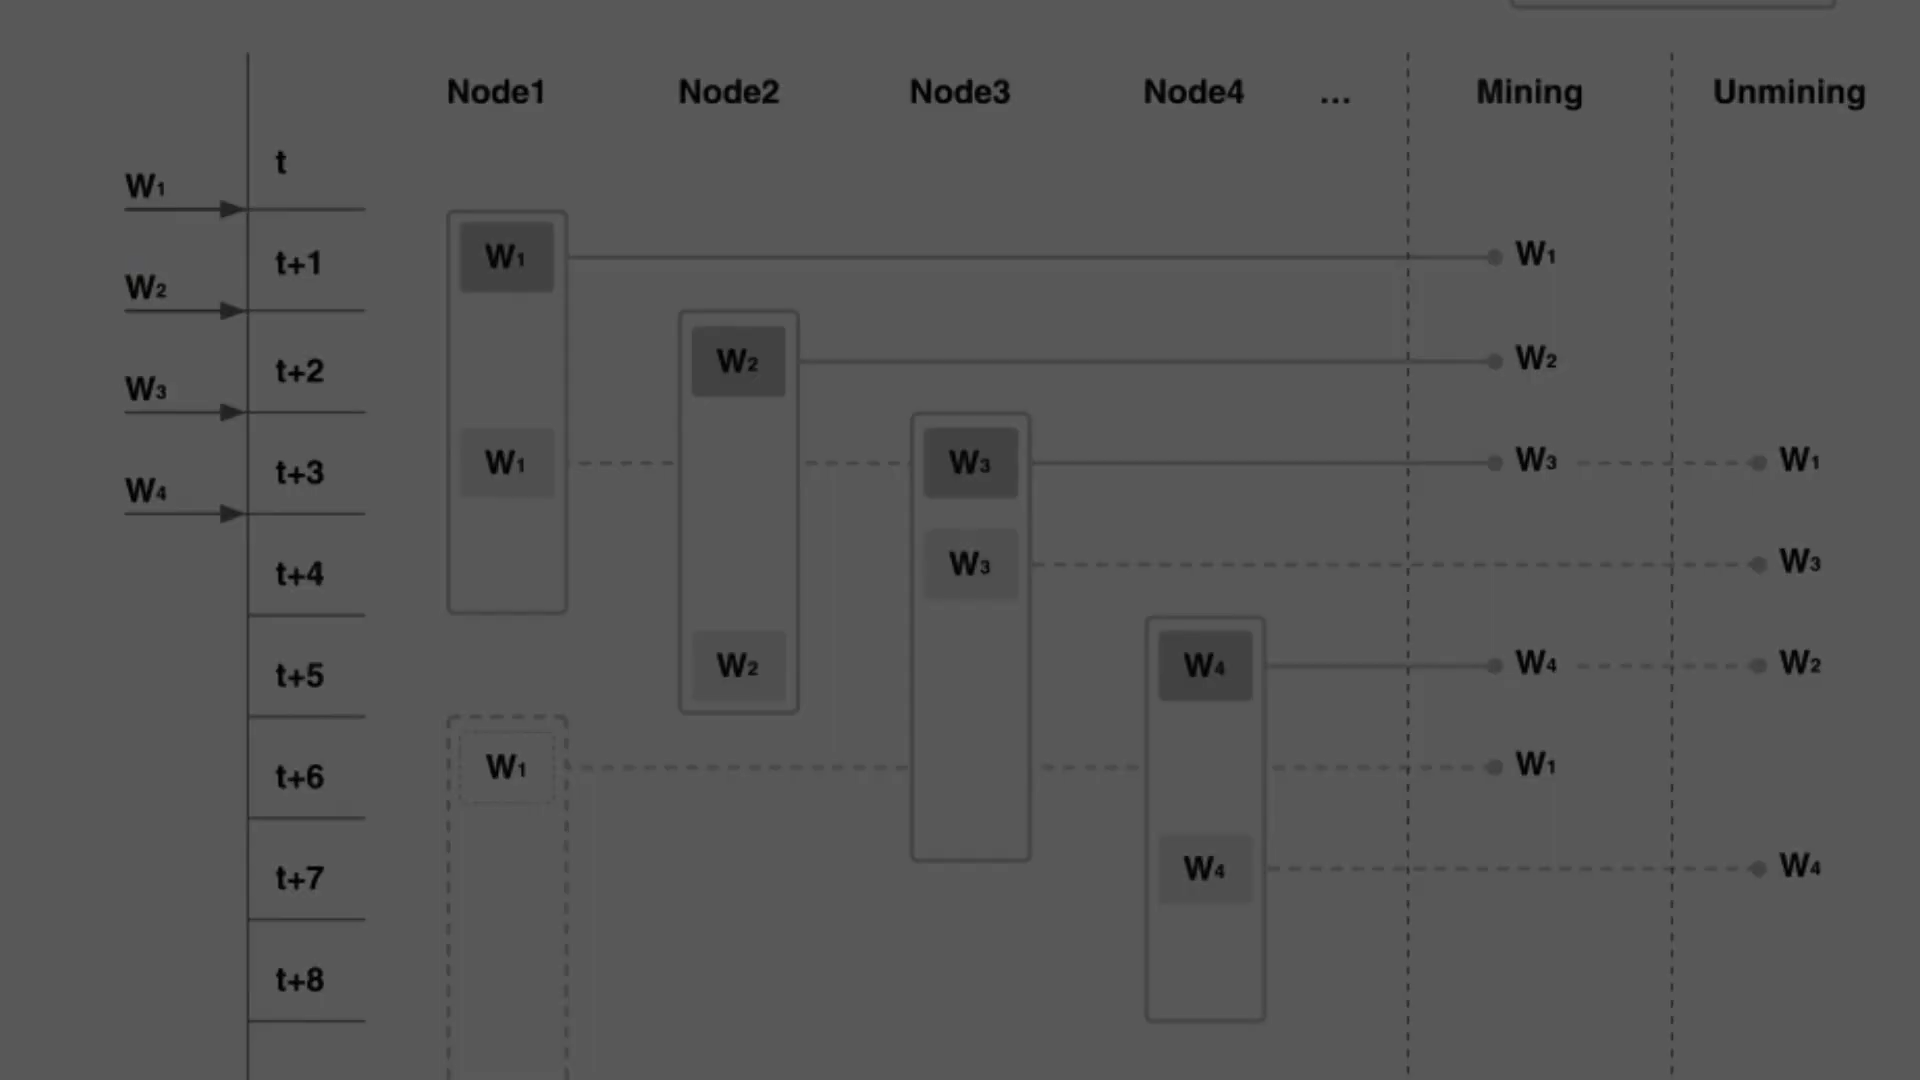 Node1 Node2 Node3 Node4 ... Mining Unmining
t
W1
W1 t+1 W1
W2
W2 t+2 W2
W3
W1 t+3 W3 W3 W1
W4
t+4 W3 W3
t+5 W2 W4 W4 W2
t+6 W1 W1
t+7 W4 W4
t+8